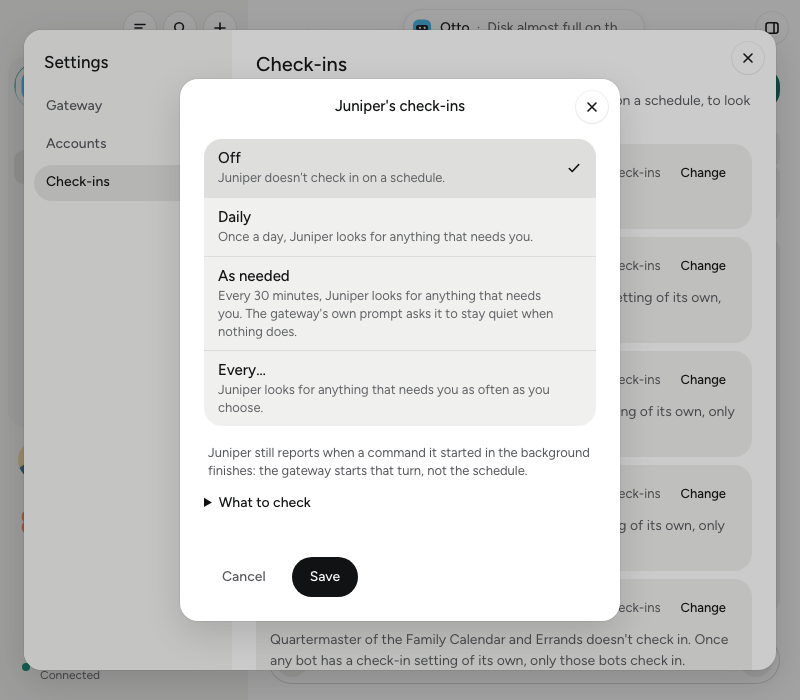 Otto · Disk almost full on th
Settings
Gateway
Accounts
Check-ins
Check-ins
on a schedule, to look
Juniper's check-ins
Off
Juniper doesn't check in on a schedule.
Daily
Once a day, Juniper looks for anything that needs you.
As needed
Every 30 minutes, Juniper looks for anything that needs
you. The gateway's own prompt asks it to stay quiet when
nothing does.
Every...
Juniper looks for anything that needs you as often as you
choose.
Juniper still reports when a command it started in the background
finishes: the gateway starts that turn, not the schedule.
What to check
Cancel
Save
eck-ins Change
eck-ins Change
etting of its own,
eck-ins Change
ng of its own, only
eck-ins Change
g of its own, only
eck-ins Change
Quartermaster of the Family Calendar and Errands doesn't check in. Once
any bot has a check-in setting of its own, only those bots check in.
Connected